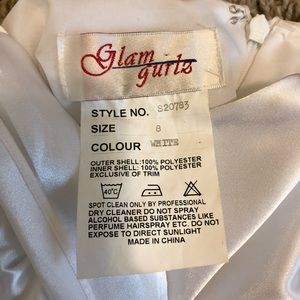 Glam
gurlz
STYLE NO. S20783
SIZE 8
COLOUR WHITE
OUTER SHELL:100% POLYESTER
INNER SHELL:100% POLYESTER
EXCLUSIVE OF TRIM
40°C
SPOT CLEAN ONLY BY PROFESSIONAL
DRY CLEANER DO NOT SPRAY
ALCOHOL BASED SUBSTANCES LIKE
PERFUME HAIRSPRAY ETC. DO NOT
EXPOSE TO DIRECT SUNLIGHT
MADE IN CHINA